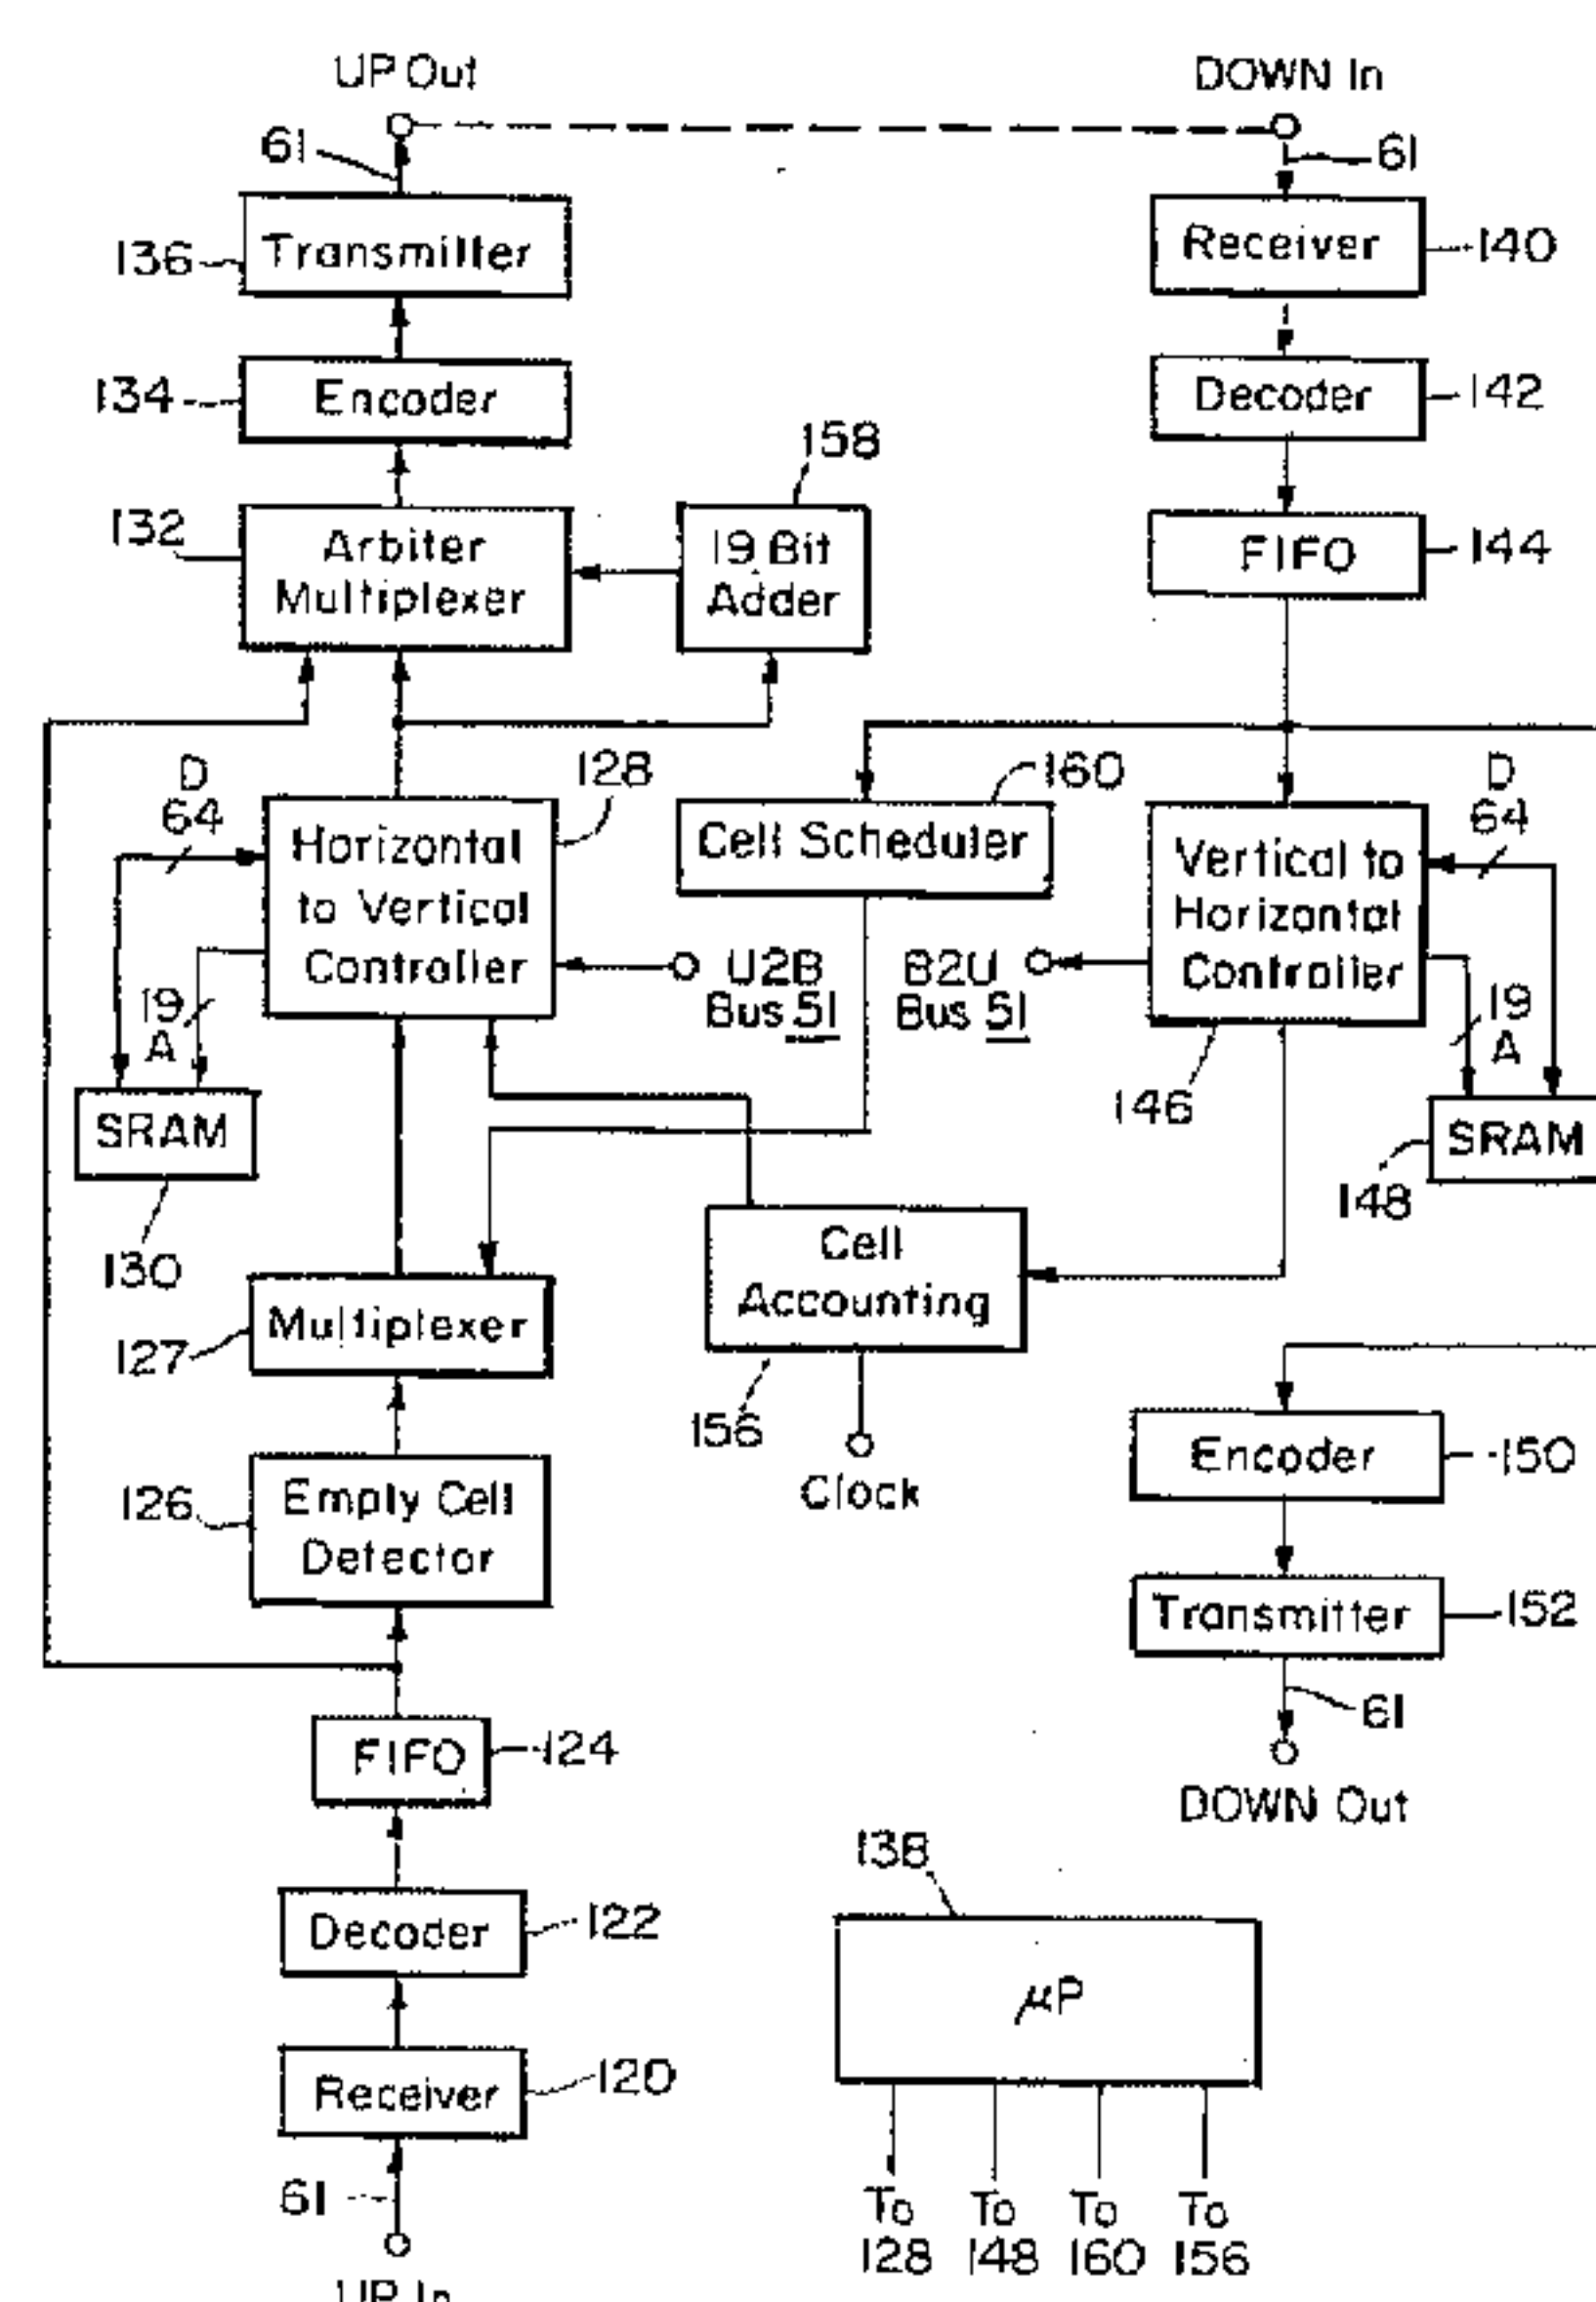 UP Out
DOWN In
61
61
136
Transmitter
Receiver
140
134
Encoder
Decoder
142
158
132
Arbiter
Multiplexer
19 Bit
Adder
FIFO
144
D
64
128
160
D
64
Horizontal
to Vertical
Controller
Cell Scheduler
Vertical to
Horizontal
Controller
U2B
Bus 51
B2U
Bus 51
19
A
19
A
SRAM
146
SRAM
130
148
Cell
Accounting
127
Multiplexer
156
Clock
Encoder
150
126
Empty Cell
Detector
Transmitter
152
61
FIFO
124
DOWN Out
138
Decoder
122
μP
Receiver
120
61
To
128
To
148
To
160
To
156
UP In